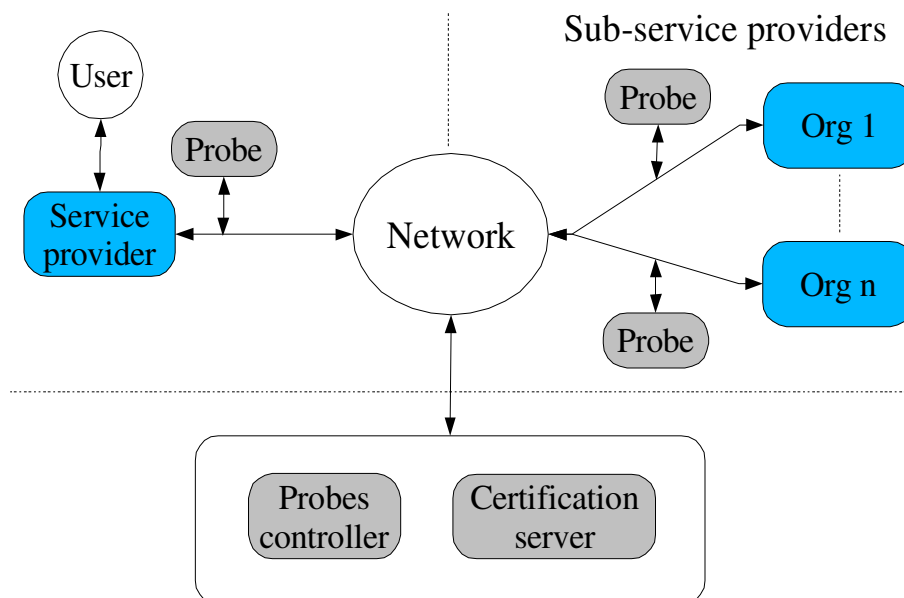 Sub-service providers
User
Probe
Probe
Org 1
Service
provider
Network
Org n
Probe
Probes
controller
Certification
server